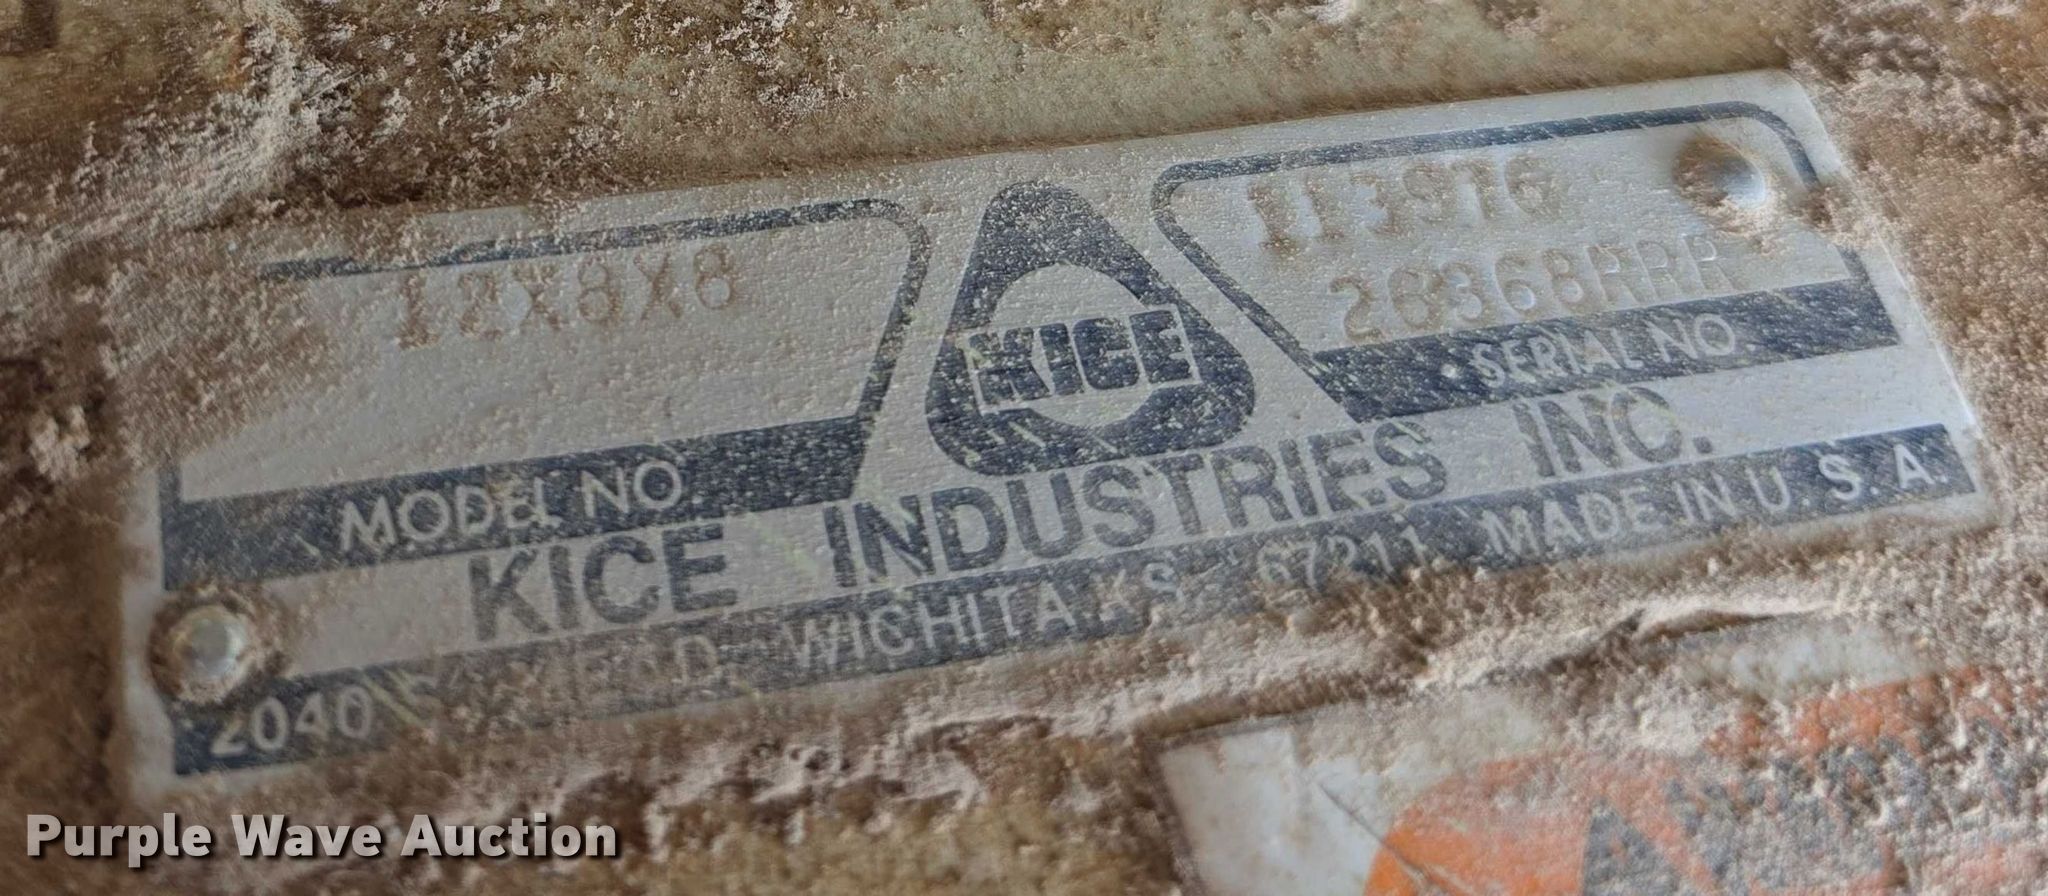 12X8X8
113976
26368RRR
KICE
SERIAL NO.
MODEL NO.
KICE INDUSTRIES INC.
2040 WICHITA, KS. 67211 MADE IN U. S. A.
Purple Wave Auction